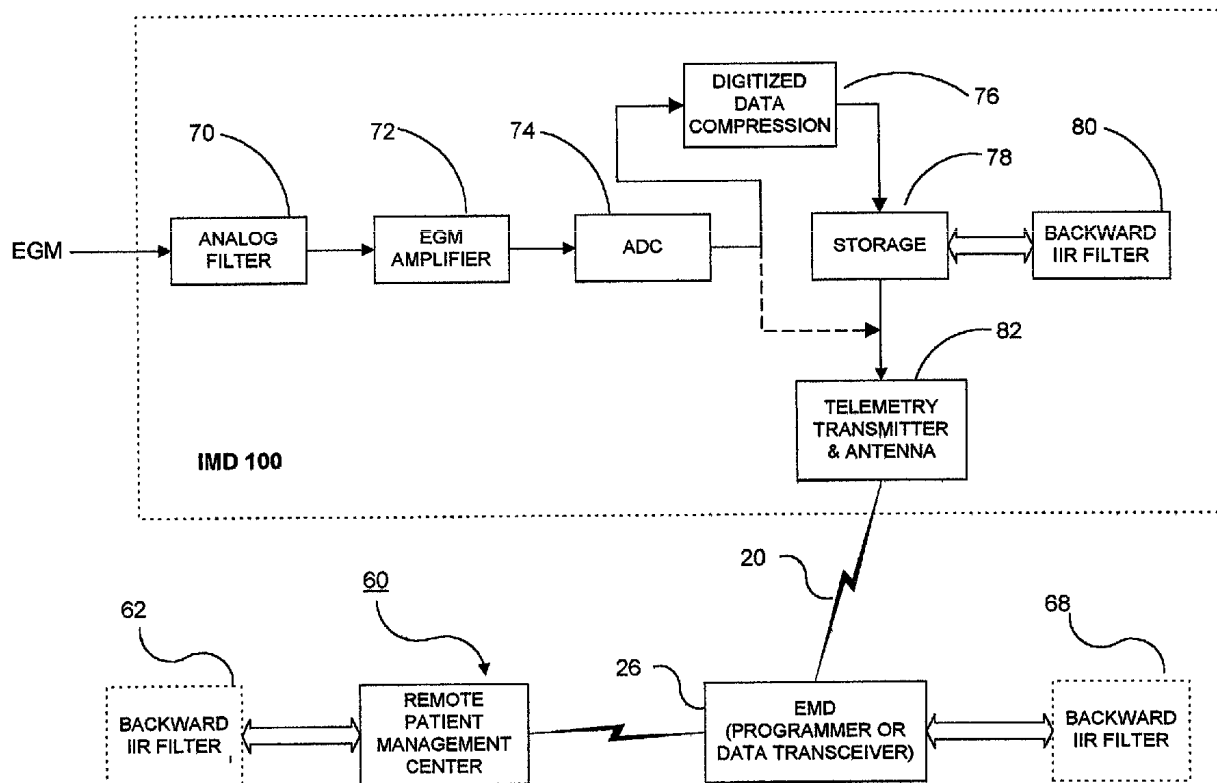 DIGITIZED
DATA
COMPRESSION
76
70
72
74
78
80
EGM
ANALOG
FILTER
EGM
AMPLIFIER
ADC
STORAGE
BACKWARD
IIR FILTER
82
TELEMETRY
TRANSMITTER
& ANTENNA
IMD 100
20
60
62
68
26
BACKWARD
IIR FILTER
REMOTE
PATIENT
MANAGEMENT
CENTER
EMD
(PROGRAMMER OR
DATA TRANSCEIVER)
BACKWARD
IIR FILTER